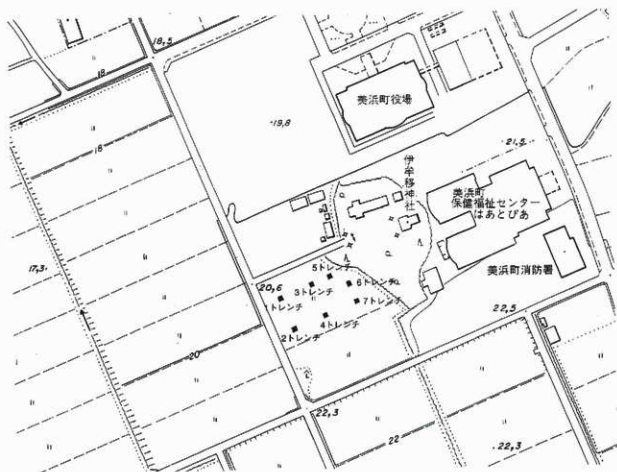 18,5
18
美浜町役場
19,8
18
21,5
伊牟移神社
美浜町
保健福祉センター
はあとぴあ
17,3
美浜町消防署
5トレンチ
20,6
3トレンチ
6トレンチ
1トレンチ
7トレンチ
4トレンチ
2トレンチ
22,5
20
22,3
22
22,3